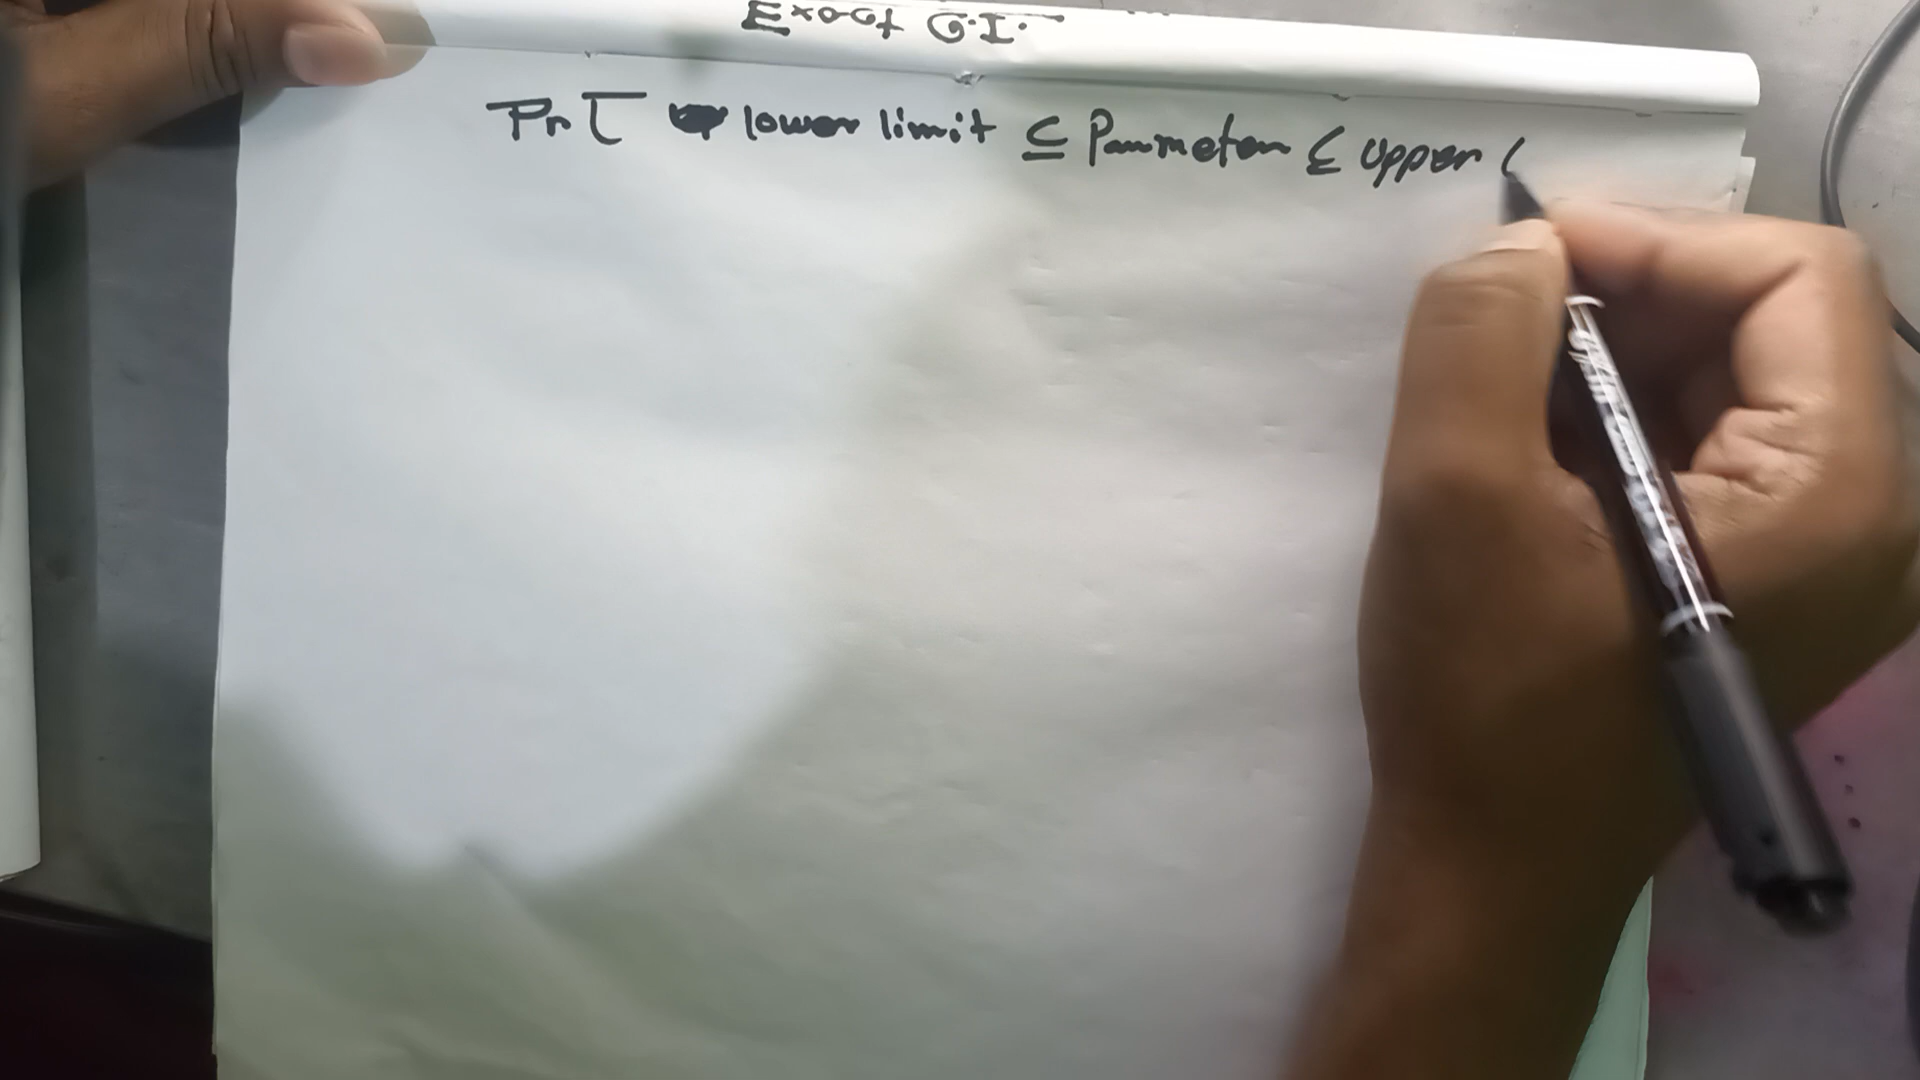 Exact C.I.
Pr[ lower limit ≤ Parameter ≤ Upper (